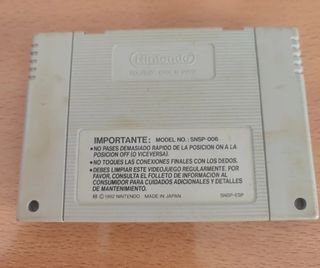 Nintendo
IMPORTANTE: MODEL NO.: SNSP-006
• NO PASES DEMASIADO RAPIDO DE LA POSICION ON A LA
POSICION OFF (O VICEVERSA).
• NO TOQUES LAS CONEXIONES FINALES CON LOS DEDOS.
• DEBES LIMPIAR ESTE VIDEOJUEGO REGULARMENTE. POR
FAVOR, CONSULTA EL FOLLETO DE INFORMACION AL
CONSUMIDOR PARA CUIDADOS ADICIONALES Y DETALLES
DE MANTENIMIENTO.
© 1992 NINTENDO MADE IN JAPAN SNSP-ESP